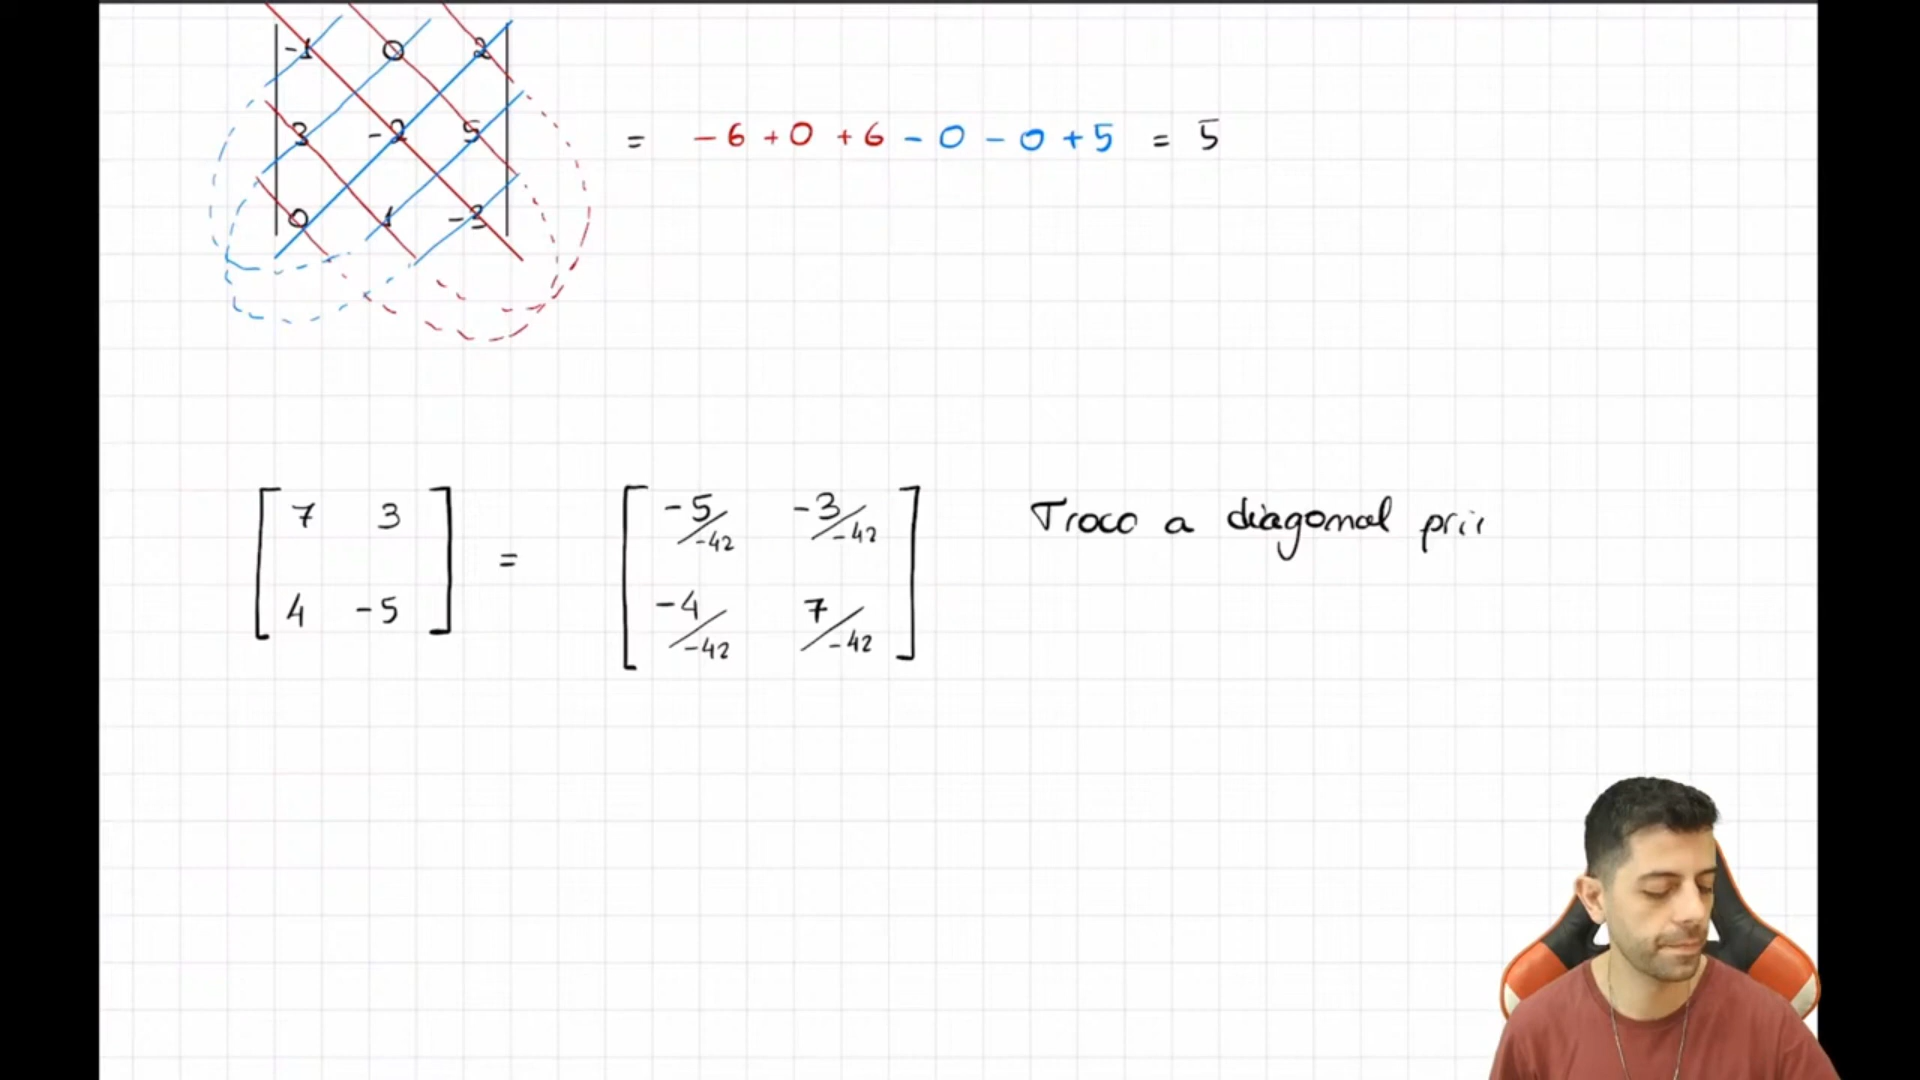 -1 0 2
3 -2 5 = -6 +0 +6 -0 -0 +5 = 5
0 1 -3
7 3 -5/-42 -3/-42 Troco a diagonal prin
=
4 -5 -4/-42 7/-42